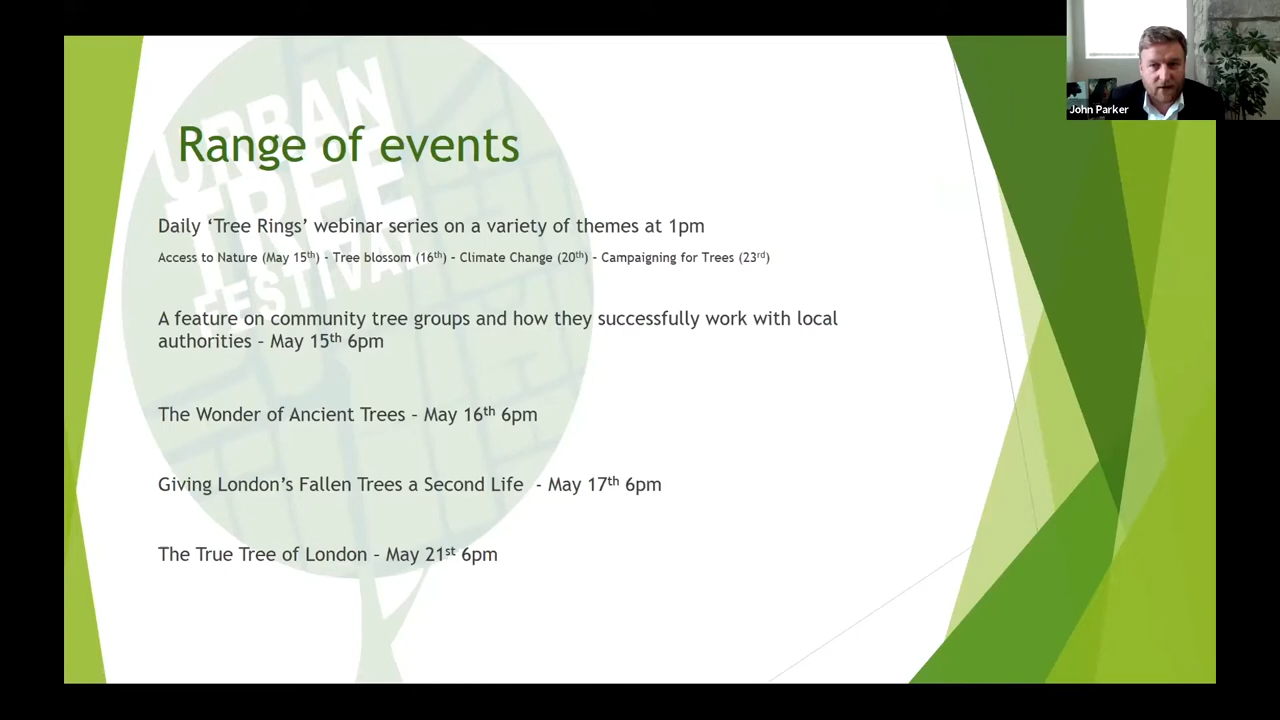 John Parker
URBAN
TREE
FESTIVAL
Range of events
Daily ‘Tree Rings’ webinar series on a variety of themes at 1pm
Access to Nature (May 15th) - Tree blossom (16th) – Climate Change (20th) – Campaigning for Trees (23rd)
A feature on community tree groups and how they successfully work with local
authorities – May 15th 6pm
The Wonder of Ancient Trees – May 16th 6pm
Giving London’s Fallen Trees a Second Life  - May 17th 6pm
The True Tree of London – May 21st 6pm